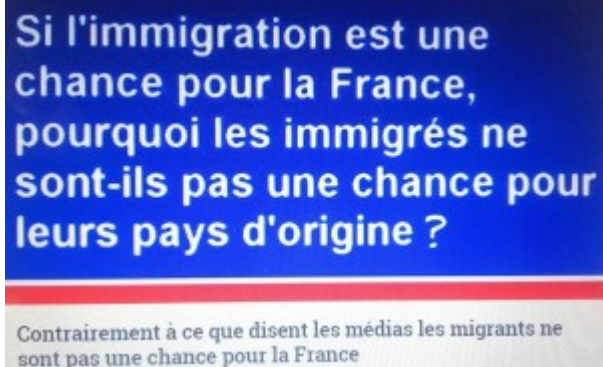 Si l'immigration est une
chance pour la France,
pourquoi les immigrés ne
sont-ils pas une chance pour
leurs pays d'origine ?
Contrairement à ce que disent les médias les migrants ne
sont pas une chance pour la France